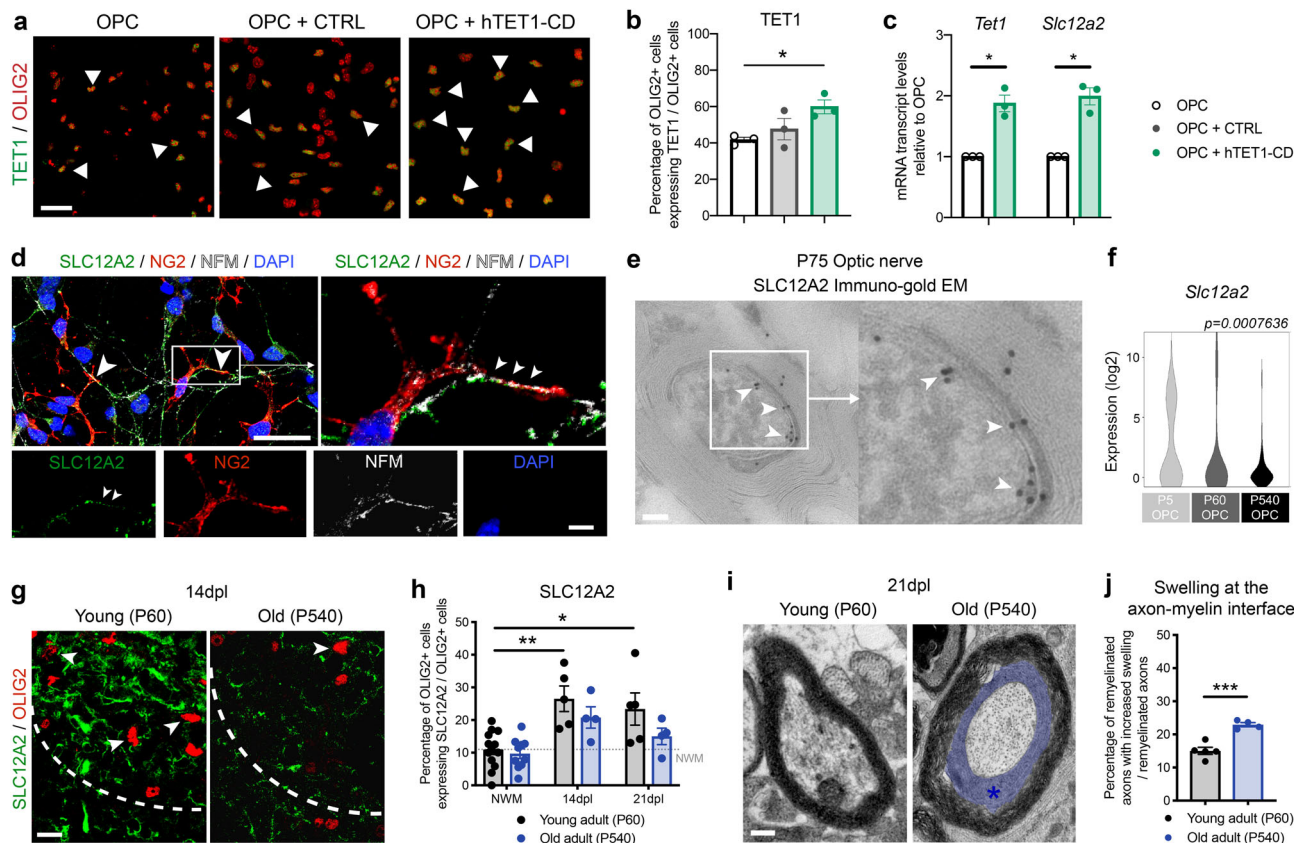 a
OPC
OPC + CTRL
OPC + hTET1-CD
TET1 / OLIG2
b
TET1
Percentage of OLIG2+ cells
expressing TET1 / OLIG2+ cells
100
80
60
40
20
0
*
c
Tet1
Slc12a2
mRNA transcript levels
relative to OPC
3
2
1
0
*
*
OPC
OPC + CTRL
OPC + hTET1-CD
d
SLC12A2 / NG2 / NFM / DAPI
SLC12A2 / NG2 / NFM / DAPI
SLC12A2
NG2
NFM
DAPI
e
P75 Optic nerve
SLC12A2 Immuno-gold EM
f
Slc12a2
p=0.0007636
Expression (log2)
10
5
0
P5
OPC
P60
OPC
P540
OPC
g
14dpl
Young (P60)
Old (P540)
SLC12A2 / OLIG2
h
SLC12A2
Percentage of OLIG2+ cells
expressing SLC12A2 / OLIG2+ cells
50
40
30
20
10
0
**
*
NWM
NWM
14dpl
21dpl
Young adult (P60)
Old adult (P540)
i
21dpl
Young (P60)
Old (P540)
*
j
Swelling at the
axon-myelin interface
Percentage of remyelinated
axons with increased swelling
/ remyelinated axons
50
40
30
20
10
0
***
Young adult (P60)
Old adult (P540)